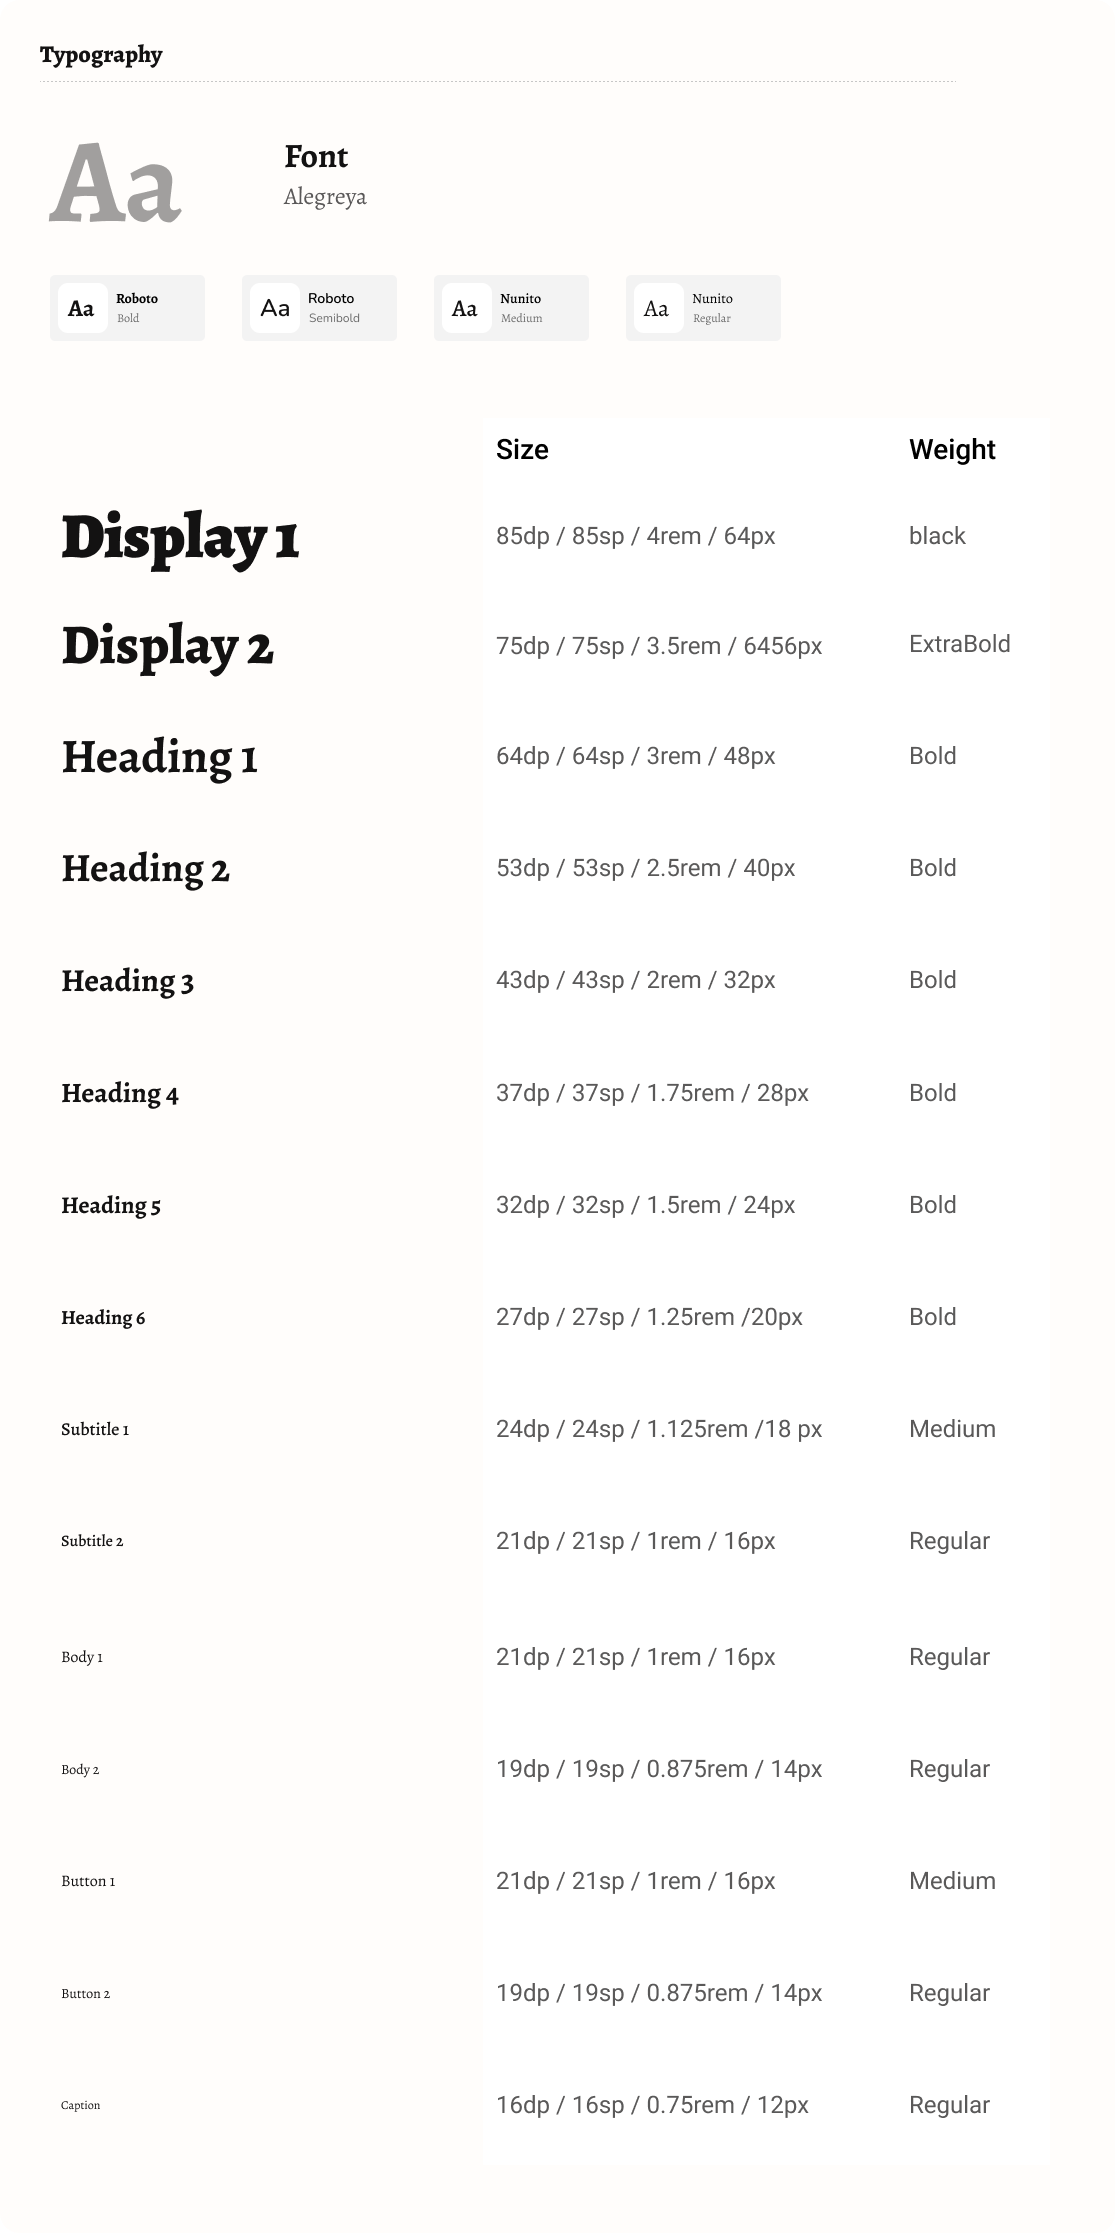 Typography
Aa
Font
Alegreya
Aa
Roboto
Bold
Aa
Roboto
Semibold
Aa
Nunito
Medium
Aa
Nunito
Regular
Size Weight
Display 1 85dp / 85sp / 4rem / 64px black
Display 2 75dp / 75sp / 3.5rem / 6456px ExtraBold
Heading 1 64dp / 64sp / 3rem / 48px Bold
Heading 2 53dp / 53sp / 2.5rem / 40px Bold
Heading 3 43dp / 43sp / 2rem / 32px Bold
Heading 4 37dp / 37sp / 1.75rem / 28px Bold
Heading 5 32dp / 32sp / 1.5rem / 24px Bold
Heading 6 27dp / 27sp / 1.25rem /20px Bold
Subtitle 1 24dp / 24sp / 1.125rem /18 px Medium
Subtitle 2 21dp / 21sp / 1rem / 16px Regular
Body 1 21dp / 21sp / 1rem / 16px Regular
Body 2 19dp / 19sp / 0.875rem / 14px Regular
Button 1 21dp / 21sp / 1rem / 16px Medium
Button 2 19dp / 19sp / 0.875rem / 14px Regular
Caption 16dp / 16sp / 0.75rem / 12px Regular